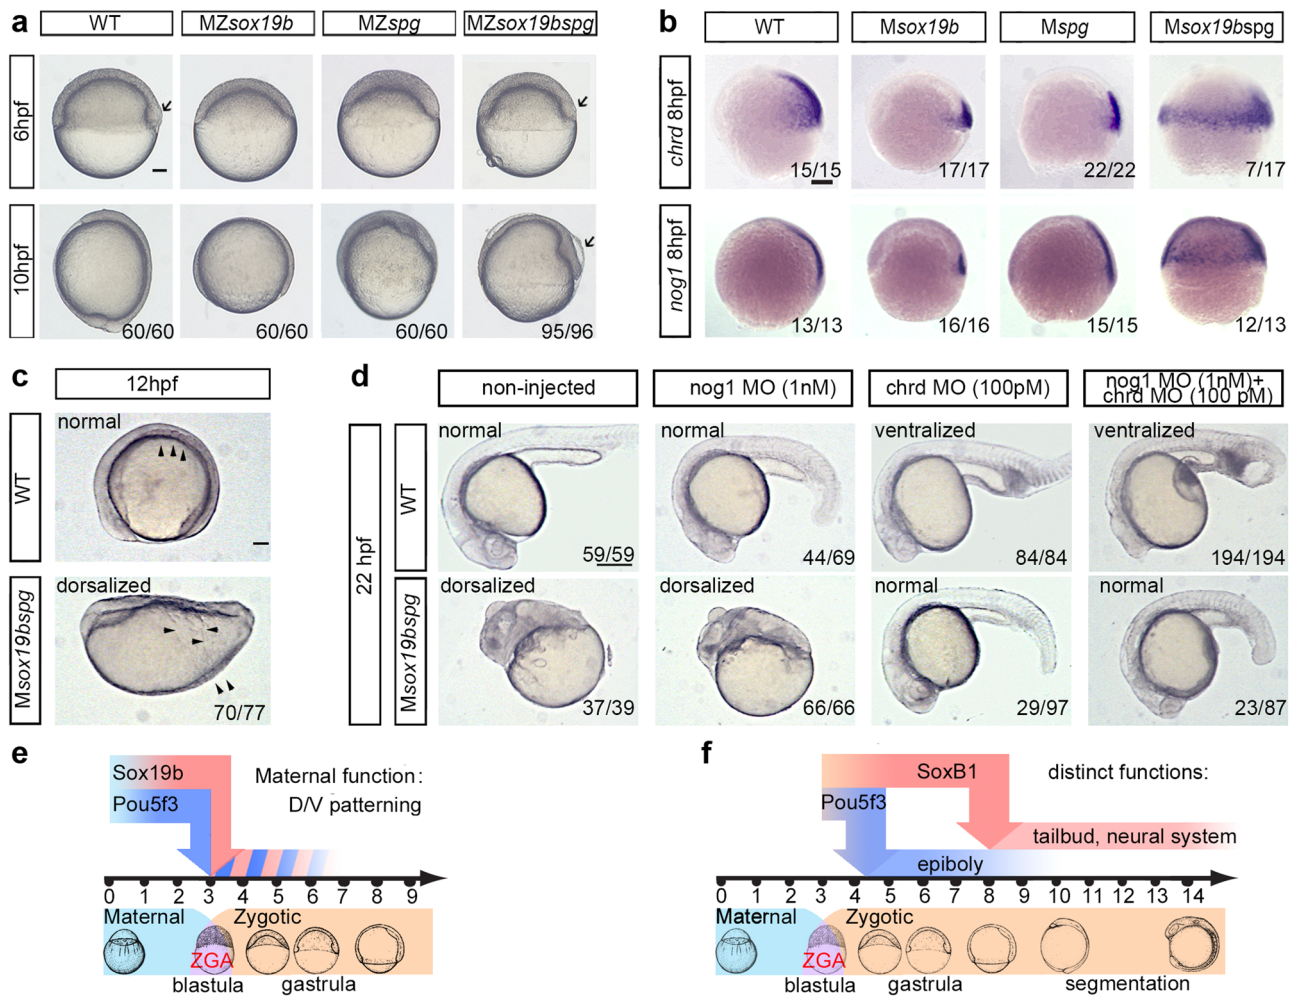 a
WT
MZsox19b
MZspg
MZsox19bspg
6hpf
10hpf
60/60
60/60
60/60
95/96
b
WT
Msox19b
Mspg
Msox19bspg
chrd 8hpf
15/15
17/17
22/22
7/17
nog1 8hpf
13/13
16/16
15/15
12/13
c
12hpf
WT
normal
Msox19bspg
dorsalized
70/77
d
non-injected
nog1 MO (1nM)
chrd MO (100pM)
nog1 MO (1nM)+
chrd MO (100 pM)
22 hpf
WT
normal
normal
ventralized
ventralized
59/59
44/69
84/84
194/194
Msox19bspg
dorsalized
dorsalized
normal
normal
37/39
66/66
29/97
23/87
e
Sox19b
Pou5f3
Maternal function:
D/V patterning
0 1 2 3 4 5 6 7 8 9
Maternal
Zygotic
ZGA
blastula
gastrula
f
SoxB1
distinct functions:
Pou5f3
tailbud, neural system
epiboly
0 1 2 3 4 5 6 7 8 9 10 11 12 13 14
Maternal
Zygotic
ZGA
blastula
gastrula
segmentation